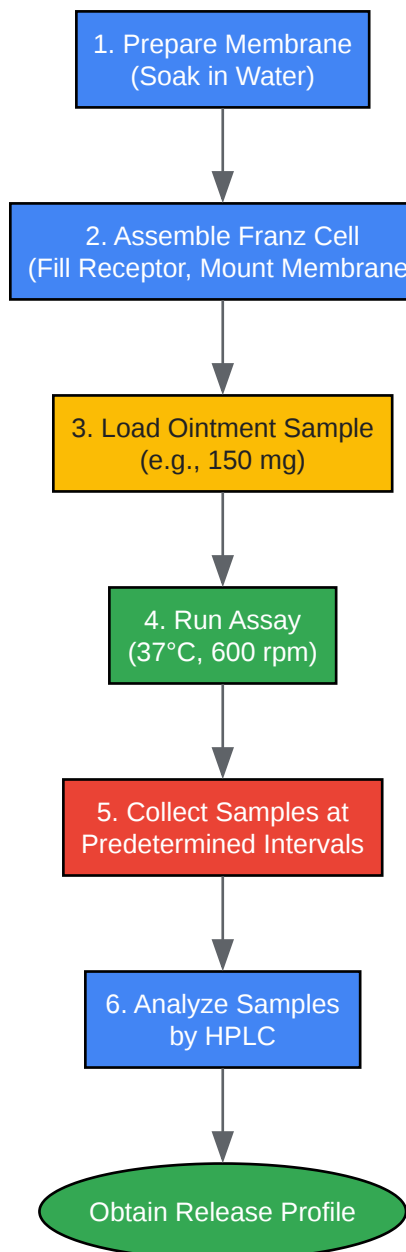 1. Prepare Membrane
(Soak in Water)
2. Assemble Franz Cell
(Fill Receptor, Mount Membrane
3. Load Ointment Sample
(e.g., 150 mg)
4. Run Assay
(37°C, 600 rpm)
5. Collect Samples at
Predetermined Intervals
6. Analyze Samples
by HPLC
Obtain Release Profile